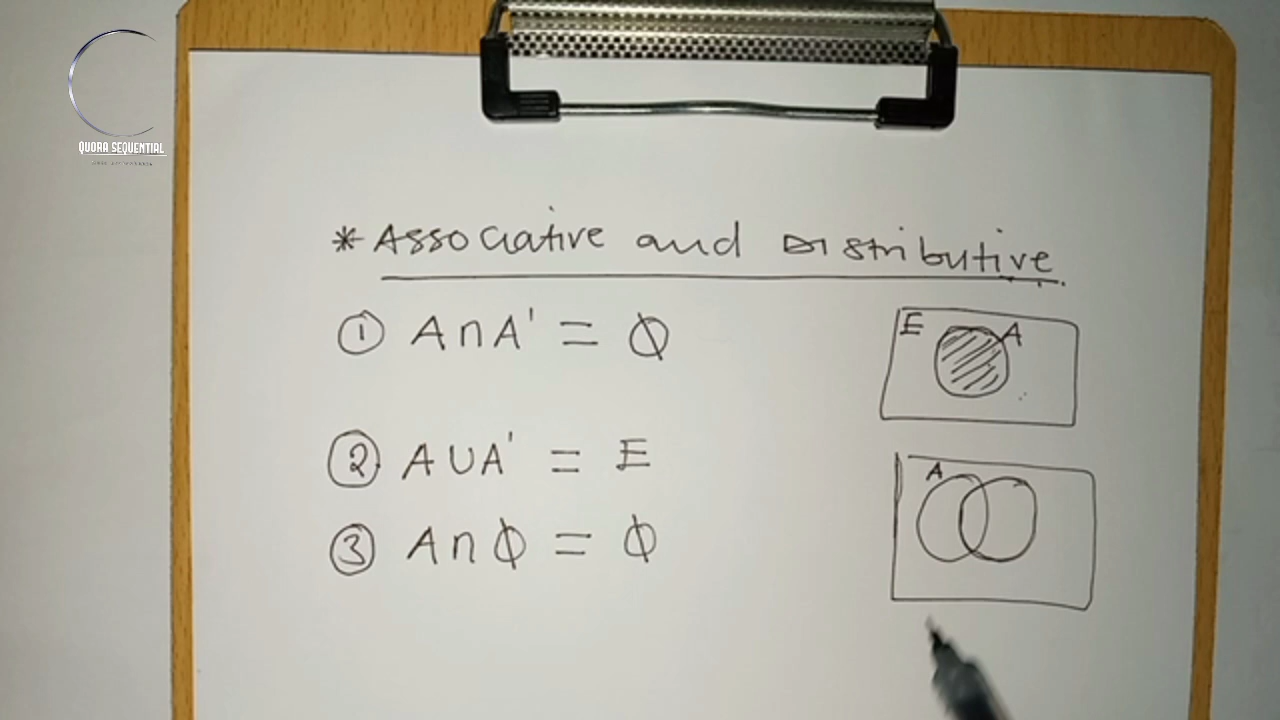 QUORA SEQUENTIAL
* Associative and Distributive
① A∩A' = ϕ
E A
② A∪A' = E
A
③ A∩ϕ = ϕ